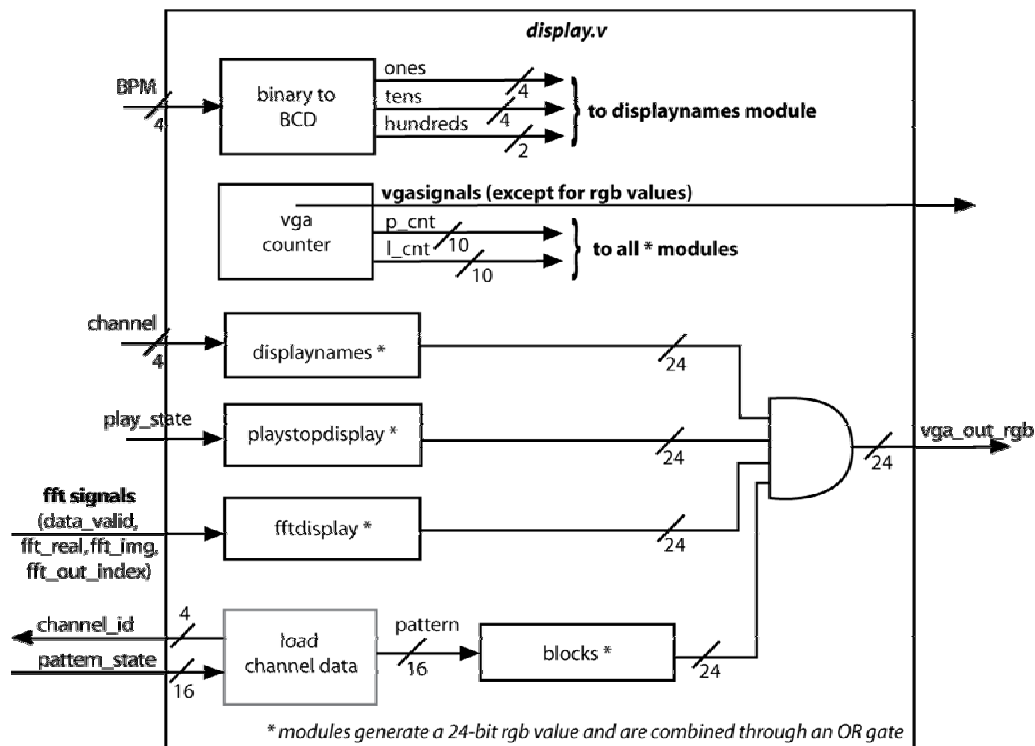 display.v
BPM
4
binary to
BCD
ones
4
tens
4
hundreds
2
to displaynames module
vga
counter
vgasignals (except for rgb values)
p_cnt
10
l_cnt
10
to all * modules
channel
4
displaynames *
24
play_state
playstopdisplay *
24
vga_out_rgb
24
fft signals
(data_valid,
fft_real,fft_img,
fft_out_index)
fftdisplay *
24
channel_id
4
pattern_state
16
load
channel data
pattern
16
blocks *
24
* modules generate a 24-bit rgb value and are combined through an OR gate